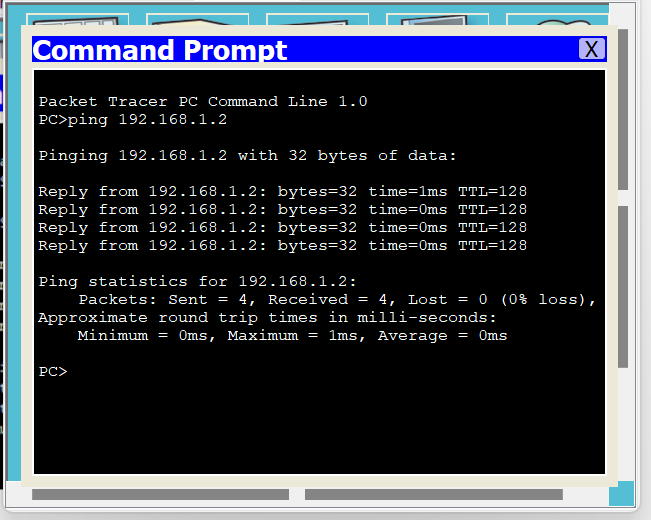 Command Prompt
X
Packet Tracer PC Command Line 1.0
PC>ping 192.168.1.2
Pinging 192.168.1.2 with 32 bytes of data:
Reply from 192.168.1.2: bytes=32 time=1ms TTL=128
Reply from 192.168.1.2: bytes=32 time=0ms TTL=128
Reply from 192.168.1.2: bytes=32 time=0ms TTL=128
Reply from 192.168.1.2: bytes=32 time=0ms TTL=128
Ping statistics for 192.168.1.2:
    Packets: Sent = 4, Received = 4, Lost = 0 (0% loss),
Approximate round trip times in milli-seconds:
    Minimum = 0ms, Maximum = 1ms, Average = 0ms
PC>